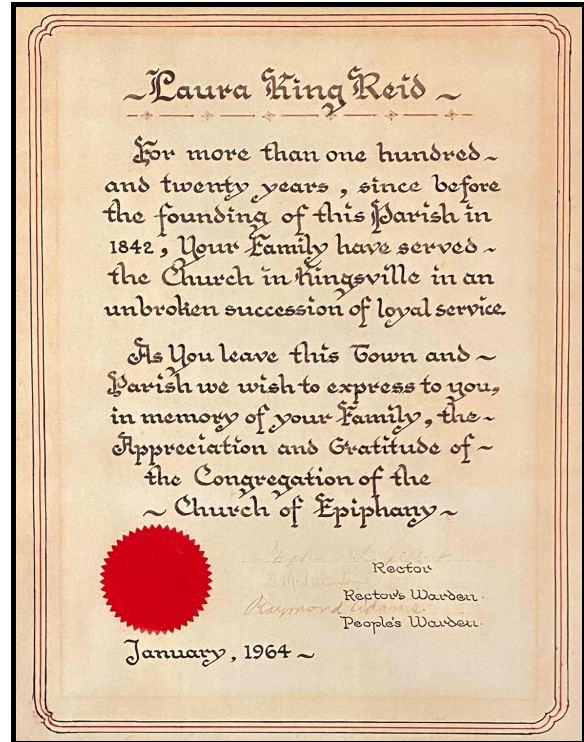 ~ Laura King Reid ~
For more than one hundred ~
and twenty years, since before
the founding of this Parish in
1842, Your Family have served ~
the Church in Kingsville in an
unbroken succession of loyal service.
As You leave this Town and ~
Parish we wish to express to you,
in memory of your Family, the ~
Appreciation and Gratitude of ~
the Congregation of the
~ Church of Epiphany ~
Rector
Rector's Warden.
Raymond Adams.
People's Warden.
January, 1964 ~